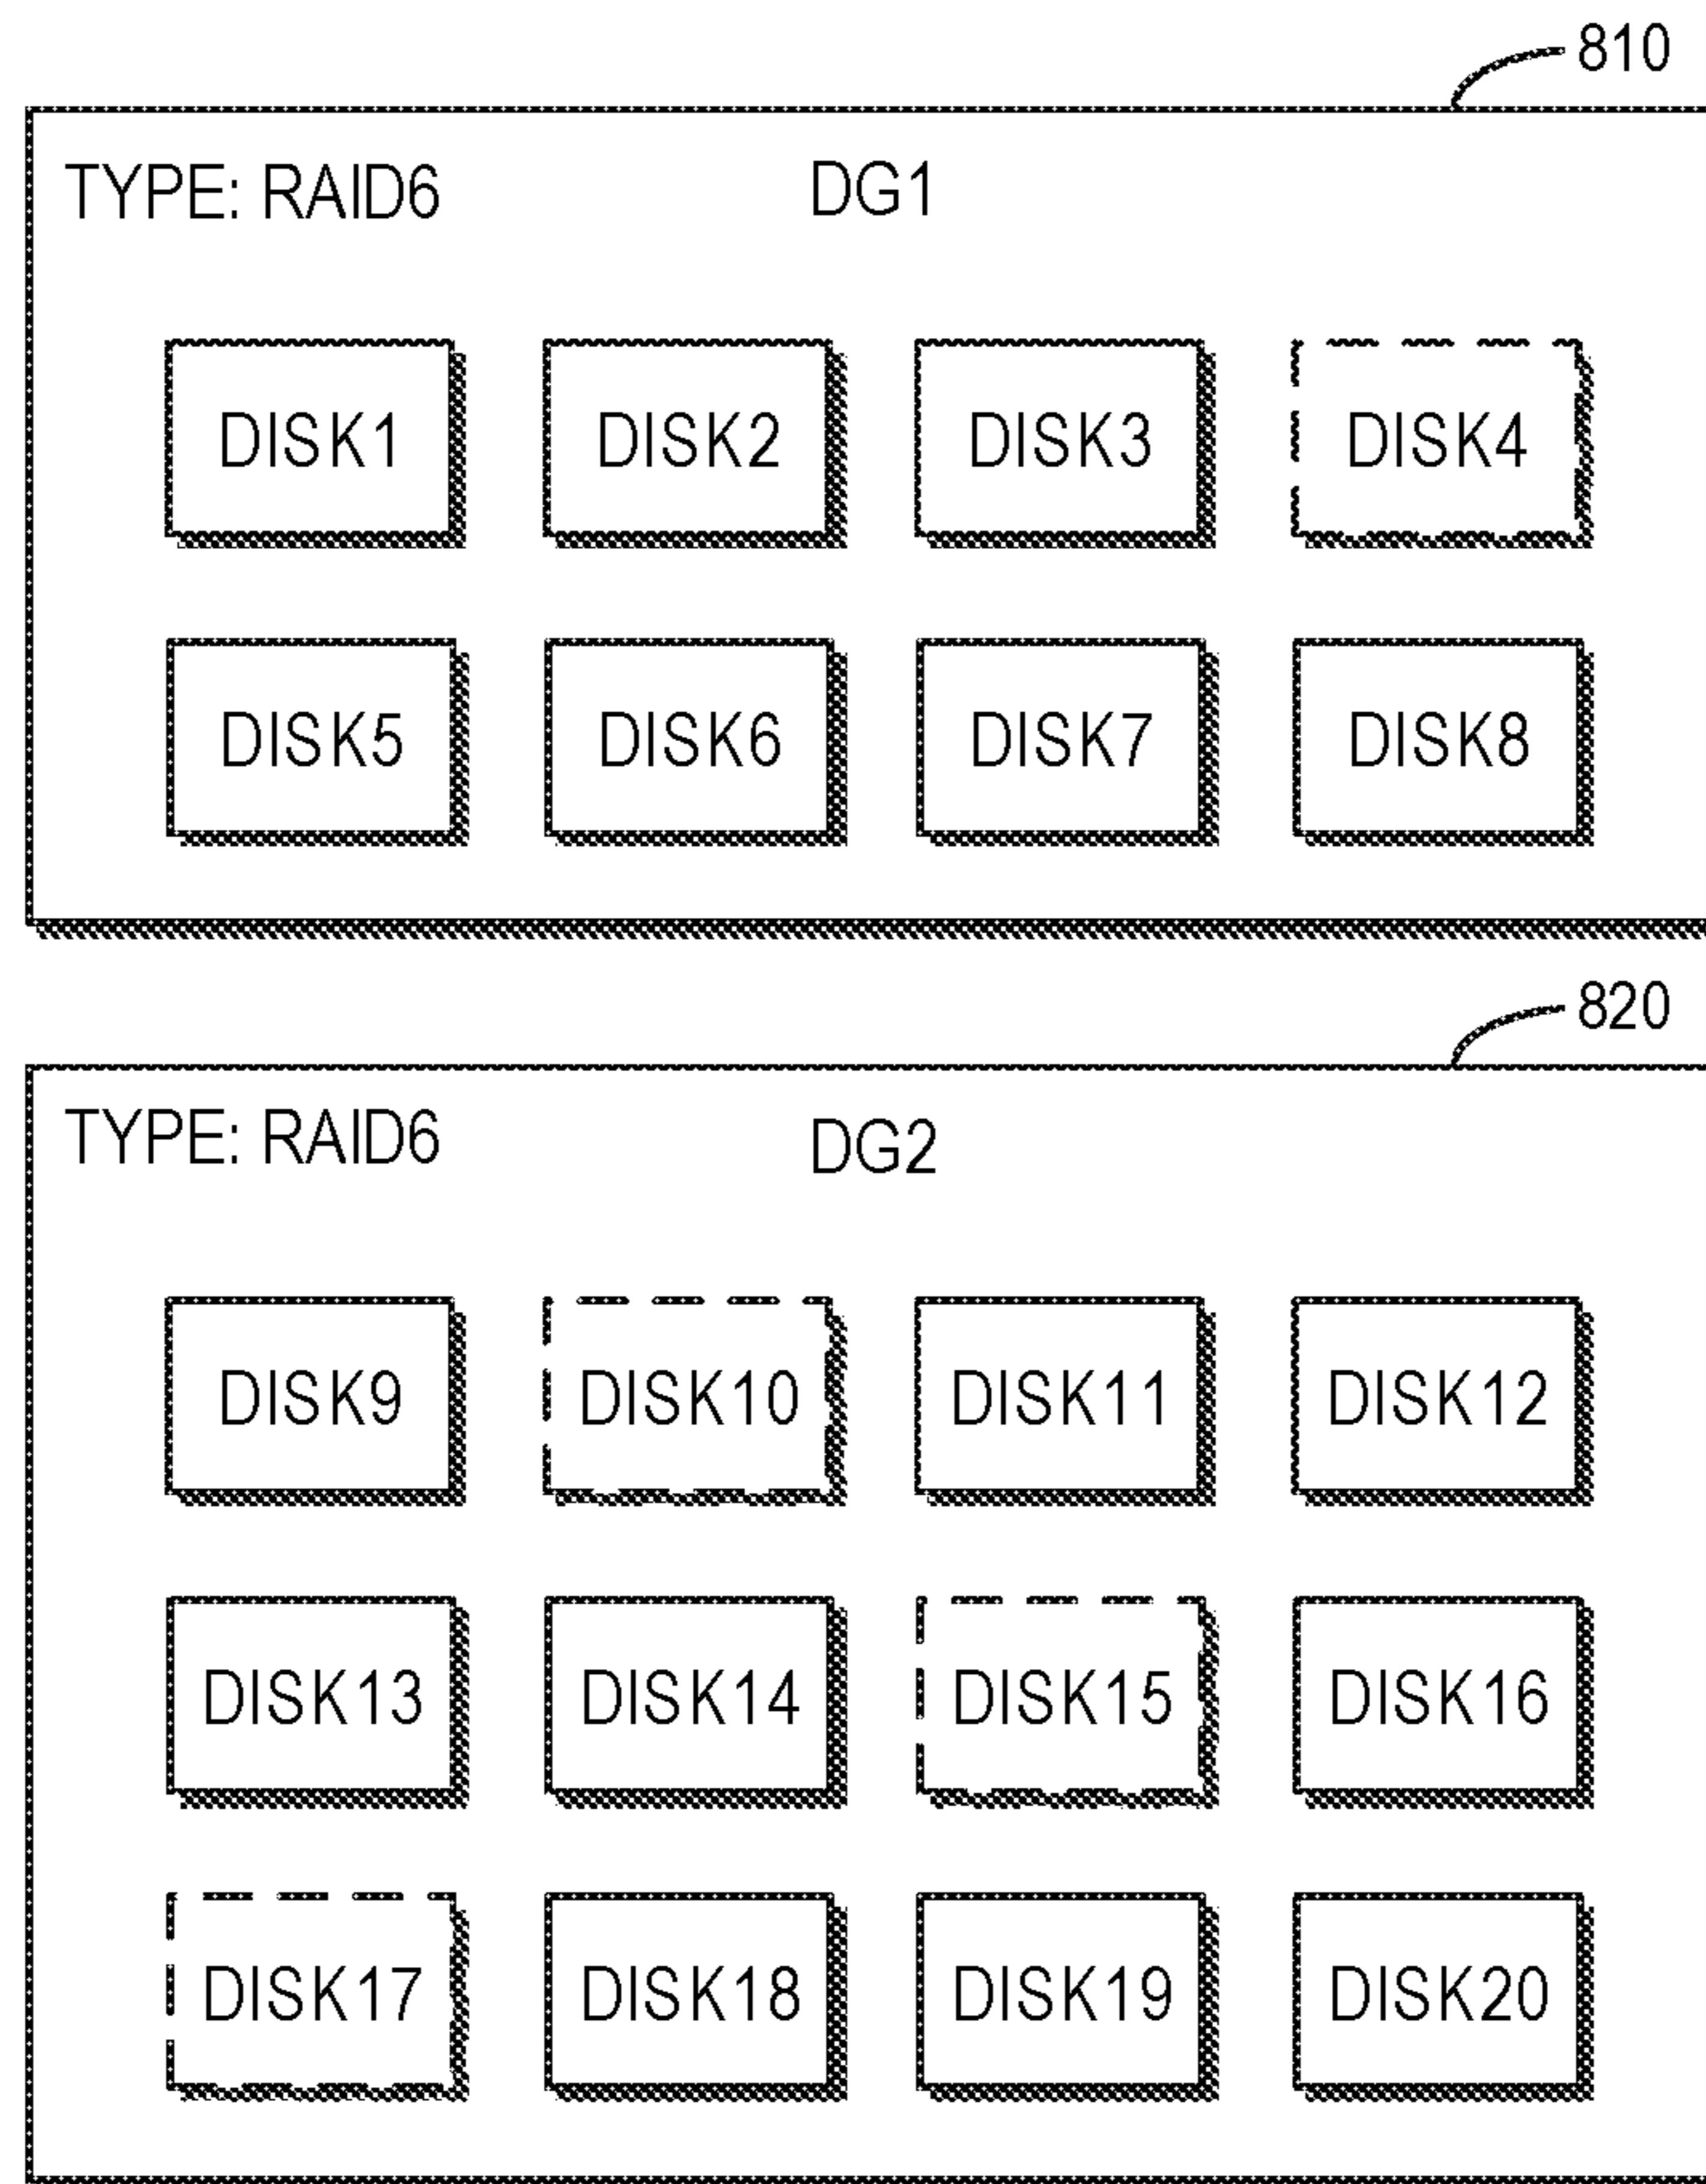 810
TYPE: RAID6 DG1
DISK1 DISK2 DISK3 DISK4
DISK5 DISK6 DISK7 DISK8
820
TYPE: RAID6 DG2
DISK9 DISK10 DISK11 DISK12
DISK13 DISK14 DISK15 DISK16
DISK17 DISK18 DISK19 DISK20